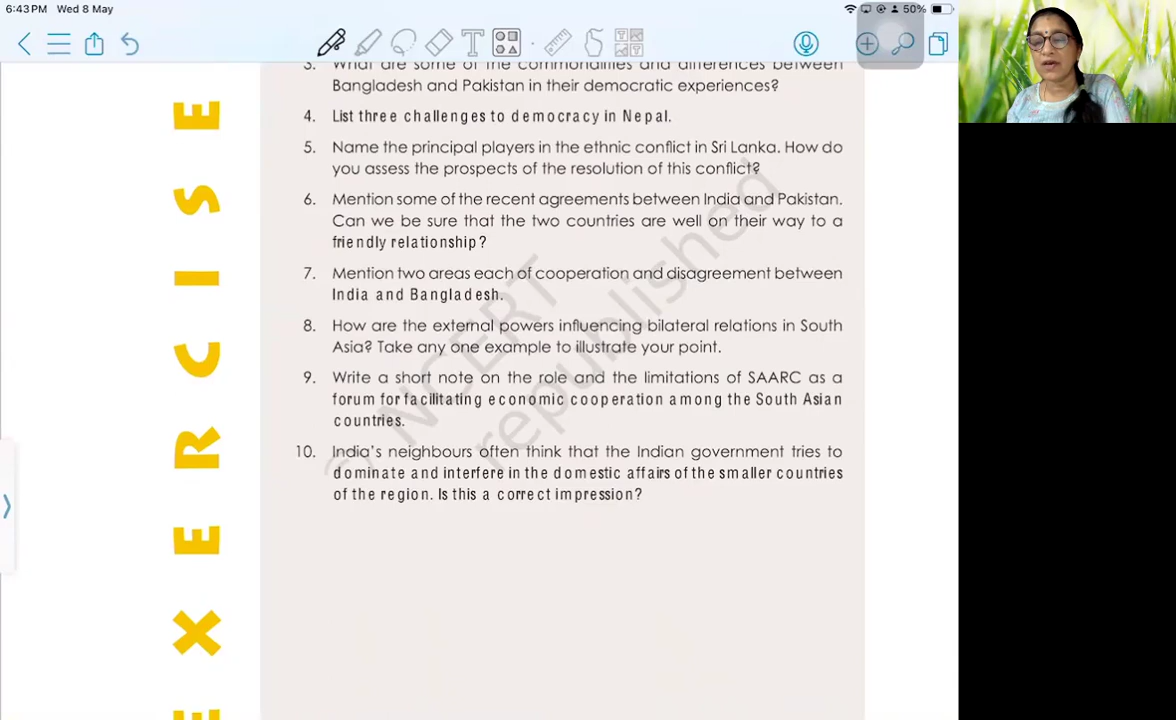 6:43 PM Wed 8 May
50%
3. What are some of the commonalities and differences between
Bangladesh and Pakistan in their democratic experiences?
4. List three challenges to democracy in Nepal.
5. Name the principal players in the ethnic conflict in Sri Lanka. How do
you assess the prospects of the resolution of this conflict?
6. Mention some of the recent agreements between India and Pakistan.
Can we be sure that the two countries are well on their way to a
friendly relationship?
7. Mention two areas each of cooperation and disagreement between
India and Bangladesh.
8. How are the external powers influencing bilateral relations in South
Asia? Take any one example to illustrate your point.
9. Write a short note on the role and the limitations of SAARC as a
forum for facilitating economic cooperation among the South Asian
countries.
10. India's neighbours often think that the Indian government tries to
dominate and interfere in the domestic affairs of the smaller countries
of the region. Is this a correct impression?
© NCERT
republished
E X E R C I S E